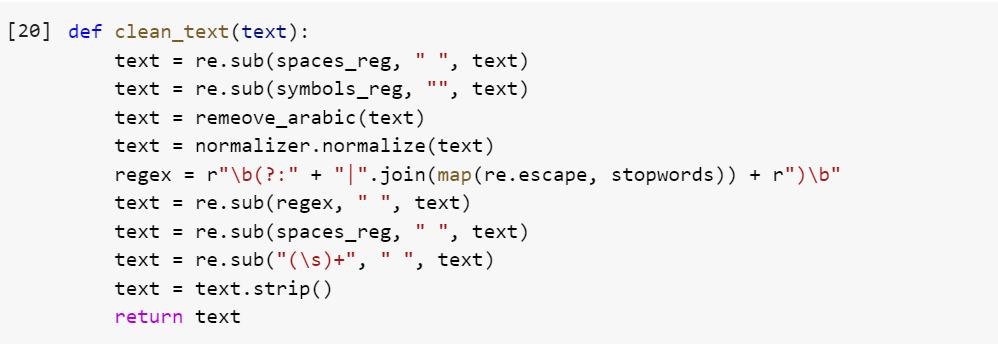 [20] def clean_text(text):
    text = re.sub(spaces_reg, " ", text)
    text = re.sub(symbols_reg, "", text)
    text = remeove_arabic(text)
    text = normalizer.normalize(text)
    regex = r"\b(?:" + "|".join(map(re.escape, stopwords)) + r")\b"
    text = re.sub(regex, " ", text)
    text = re.sub(spaces_reg, " ", text)
    text = re.sub("(\s)+", " ", text)
    text = text.strip()
    return text